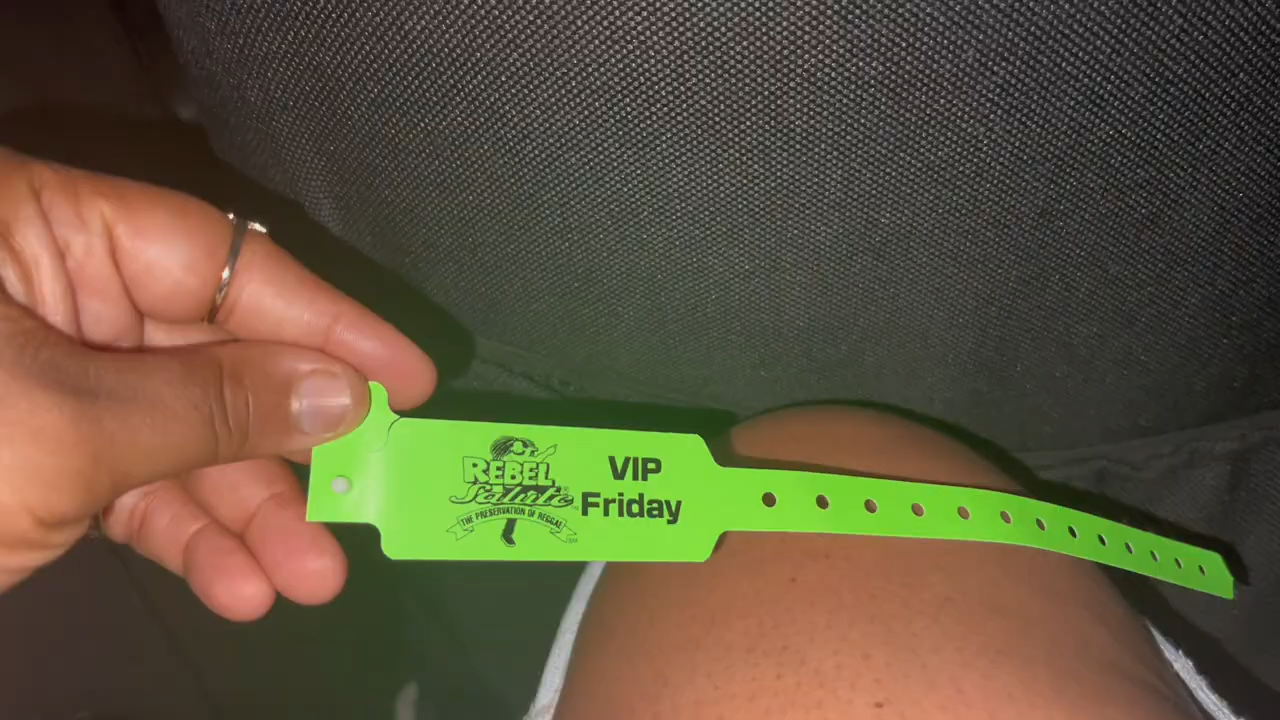 REBEL
Salute
THE PRESERVATION OF REGGAE
VIP
Friday